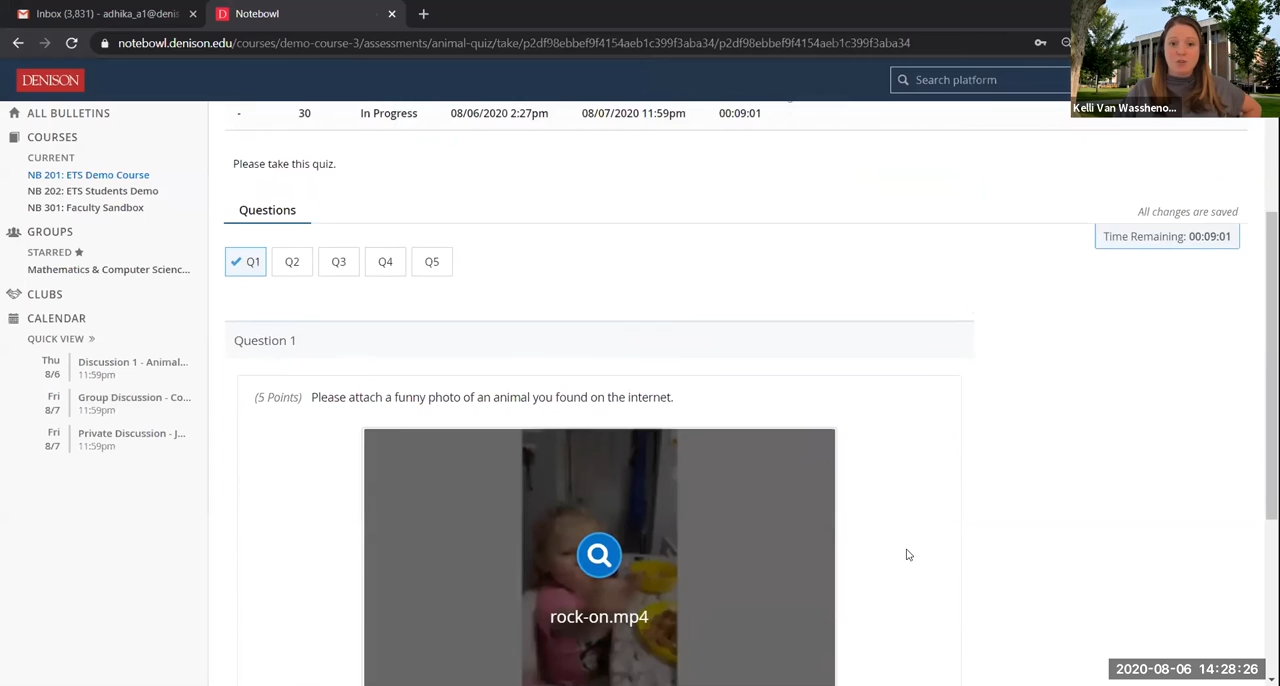 Inbox (3,831) - adhika_a1@denis
Notebowl
notebowl.denison.edu/courses/demo-course-3/assessments/animal-quiz/take/p2df98ebbef9f4154aeb1c399f3aba34/p2df98ebbef9f4154aeb1c399f3aba34
DENISON
Search platform
Kelli Van Wassheno...
ALL BULLETINS
COURSES
CURRENT
NB 201: ETS Demo Course
NB 202: ETS Students Demo
NB 301: Faculty Sandbox
GROUPS
STARRED
Mathematics & Computer Scienc...
CLUBS
CALENDAR
QUICK VIEW »
Thu 8/6 Discussion 1 - Animal...
11:59pm
Fri 8/7 Group Discussion - Co...
11:59pm
Fri 8/7 Private Discussion - J...
11:59pm
- 30 In Progress 08/06/2020 2:27pm 08/07/2020 11:59pm 00:09:01
Please take this quiz.
Questions
All changes are saved
Time Remaining: 00:09:01
Q1 Q2 Q3 Q4 Q5
Question 1
(5 Points) Please attach a funny photo of an animal you found on the internet.
rock-on.mp4
2020-08-06 14:28:26